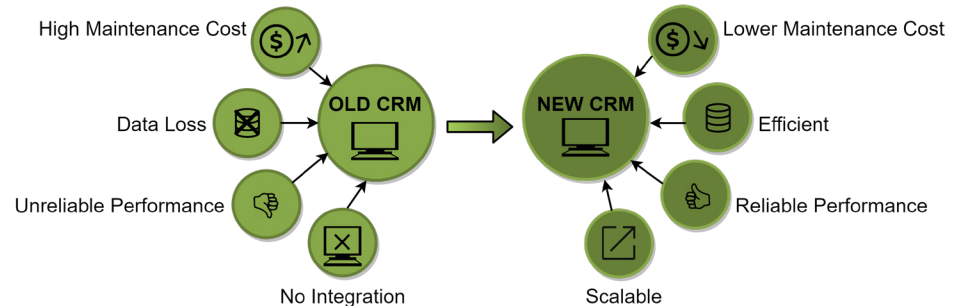 High Maintenance Cost
Data Loss
Unreliable Performance
No Integration
OLD CRM
NEW CRM
Lower Maintenance Cost
Efficient
Reliable Performance
Scalable
$
$